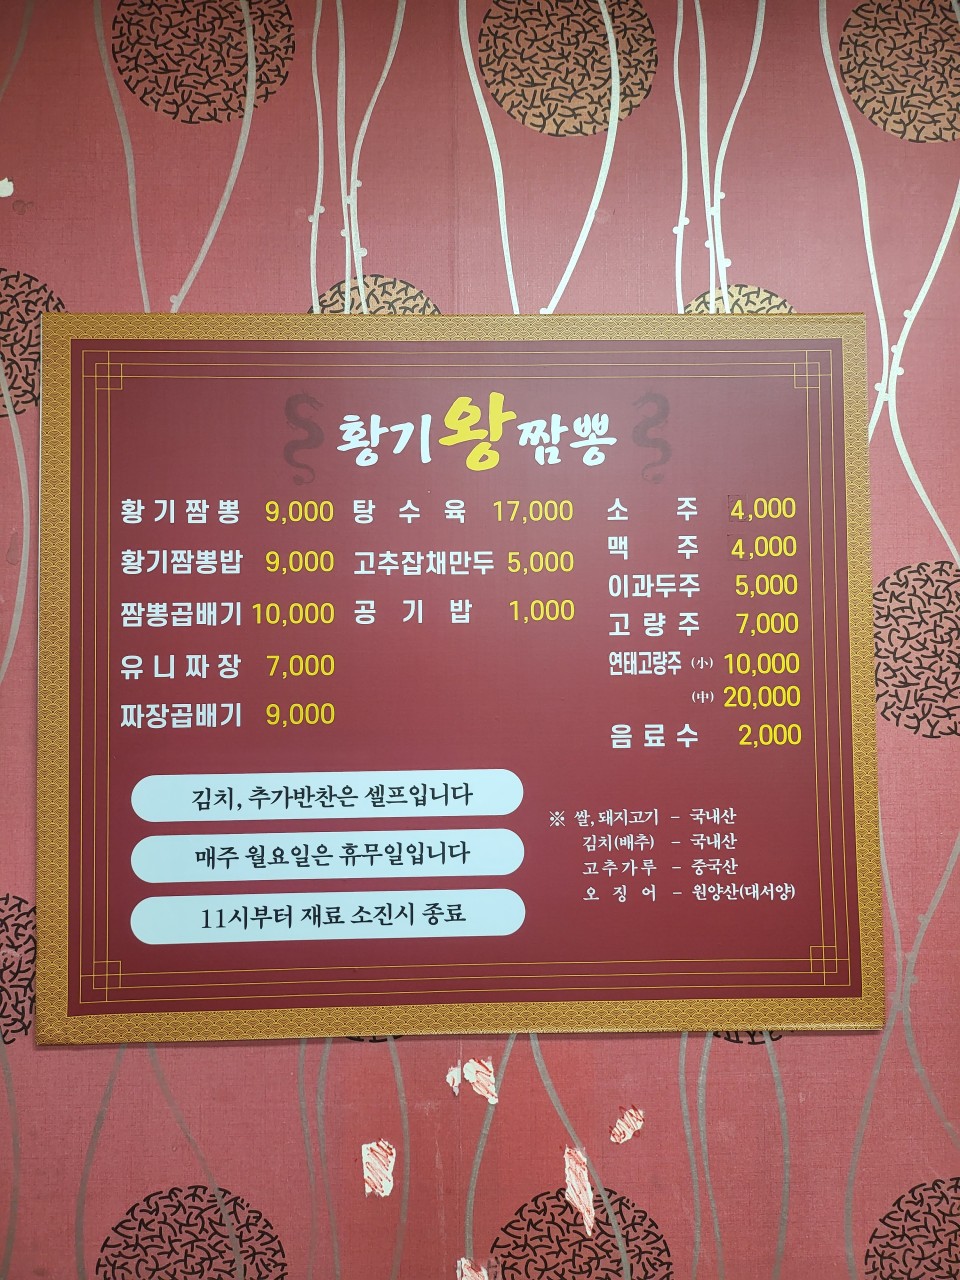 황기왕짬뽕
황기짬뽕 9,000
황기짬뽕밥 9,000
짬뽕곱배기 10,000
유니짜장 7,000
짜장곱배기 9,000
탕수육 17,000
고추잡채만두 5,000
공기밥 1,000
소주 4,000
맥주 4,000
이과두주 5,000
고량주 7,000
연태고량주 (小) 10,000
(中) 20,000
음료수 2,000
김치, 추가반찬은 셀프입니다
매주 월요일은 휴무일입니다
11시부터 재료 소진시 종료
※ 쌀, 돼지고기 - 국내산
김치(배추) - 국내산
고추가루 - 중국산
오징어 - 원양산(대서양)